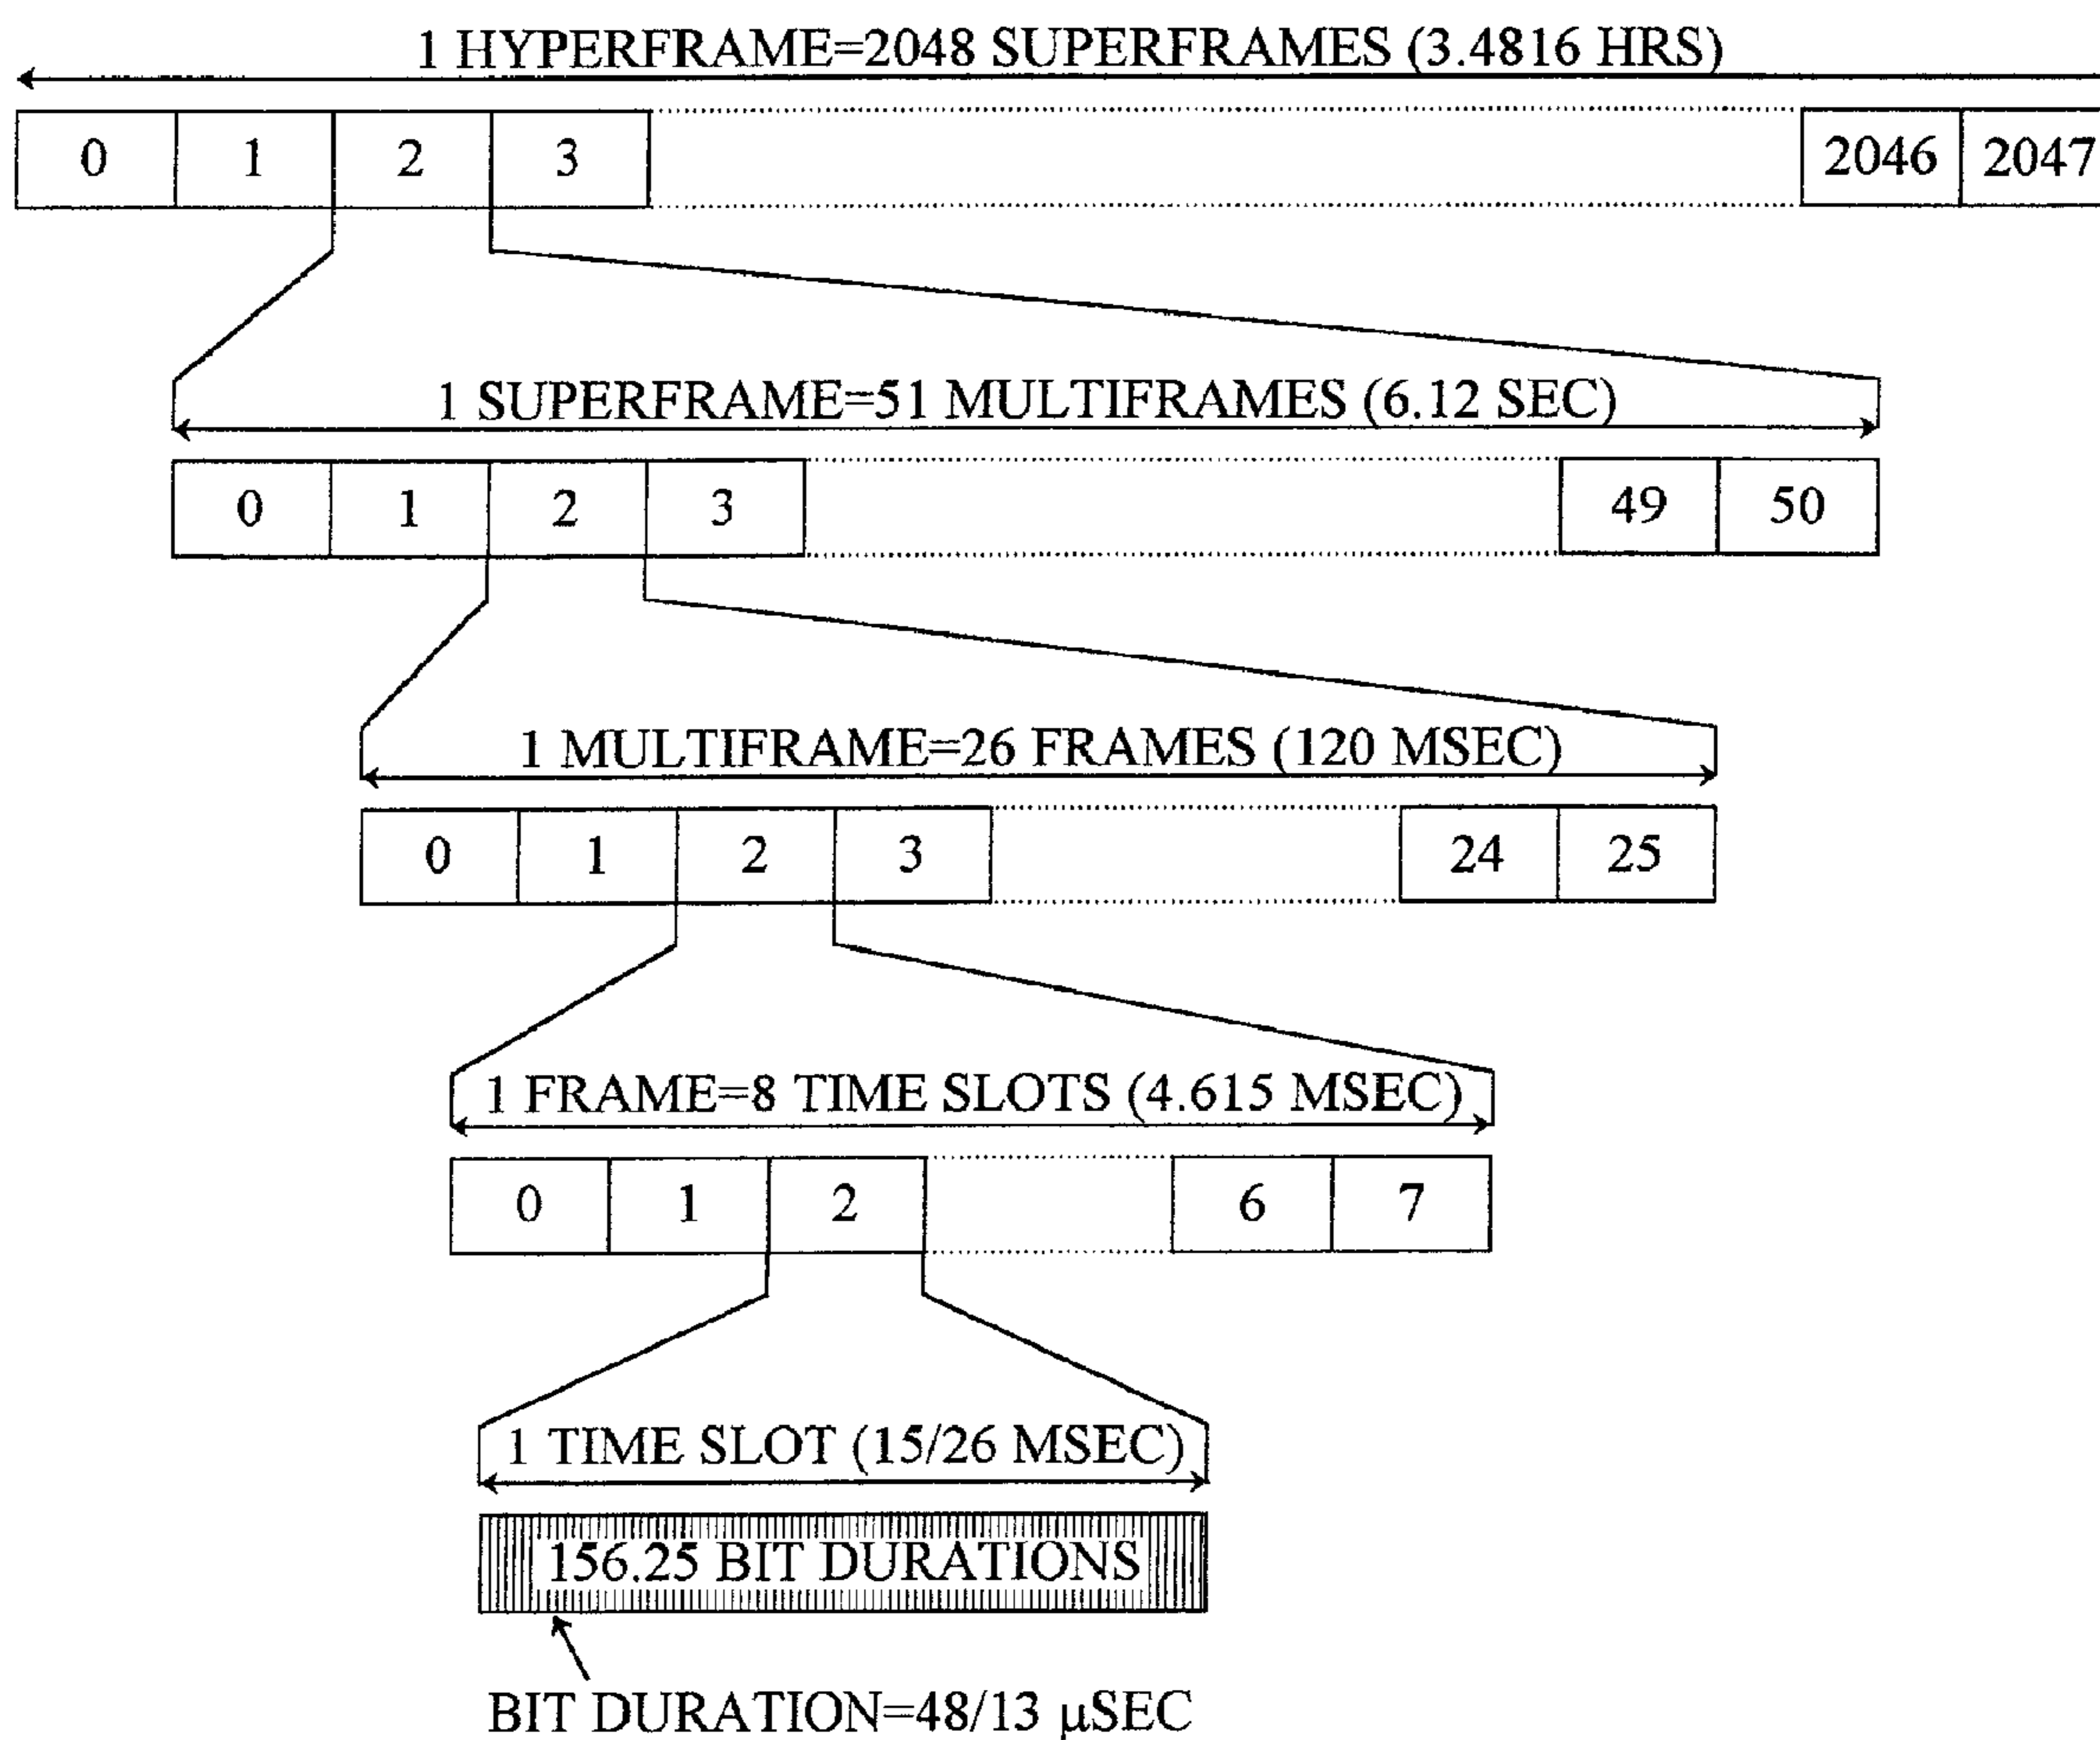 1 HYPERFRAME=2048 SUPERFRAMES (3.4816 HRS)
0 1 2 3 2046 2047
1 SUPERFRAME=51 MULTIFRAMES (6.12 SEC)
0 1 2 3 49 50
1 MULTIFRAME=26 FRAMES (120 MSEC)
0 1 2 3 24 25
1 FRAME=8 TIME SLOTS (4.615 MSEC)
0 1 2 6 7
1 TIME SLOT (15/26 MSEC)
156.25 BIT DURATIONS
BIT DURATION=48/13 μSEC